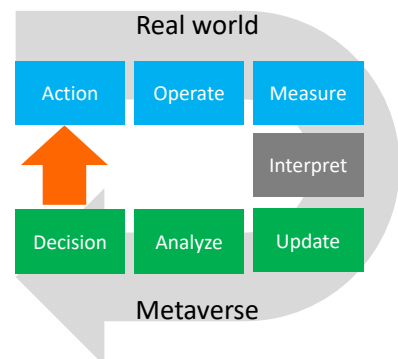 Real world
Action Operate Measure
Interpret
Decision Analyze Update
Metaverse